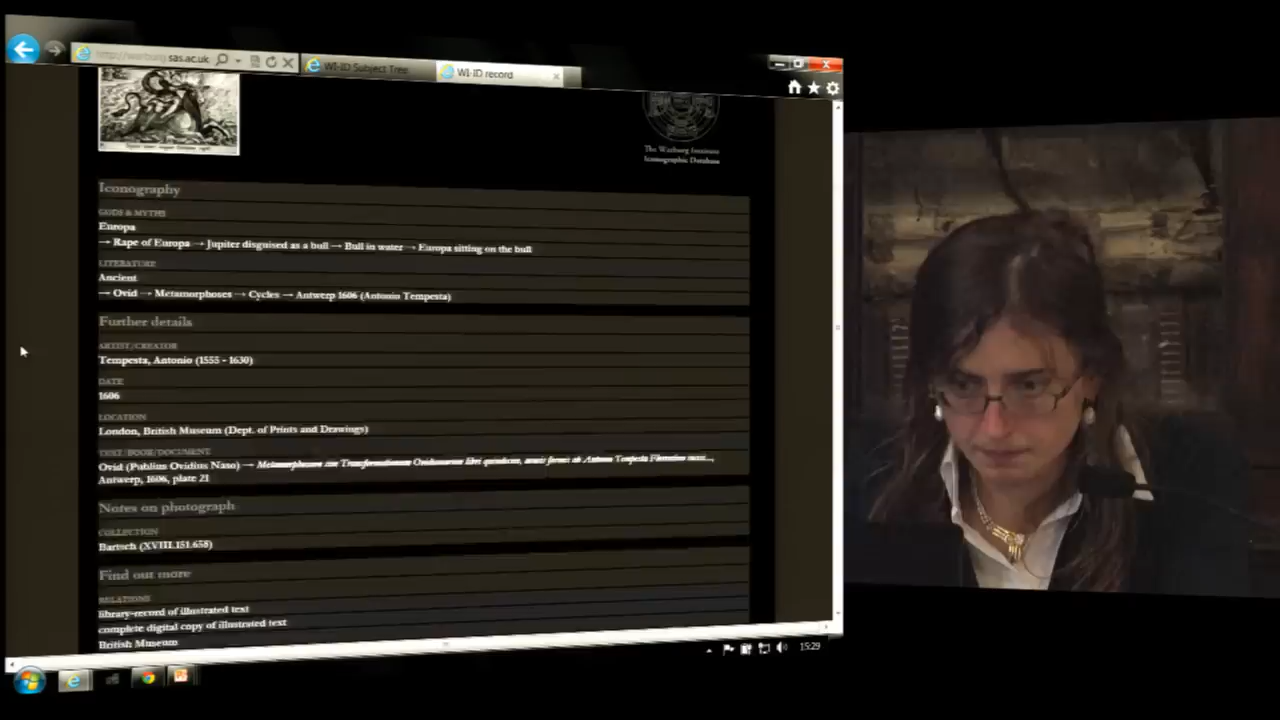 sas.ac.uk
WI-ID Subject Tree
WI-ID record
The Warburg Institute
Iconographic Database
Iconography
GODS & MYTHS
Europa
→ Rape of Europa → Jupiter disguised as a bull → Bull in water → Europa sitting on the bull
LITERATURE
Ancient
→ Ovid → Metamorphoses → Cycles → Antwerp 1606 (Antonio Tempesta)
Further details
ARTIST/CREATOR
Tempesta, Antonio (1555 - 1630)
DATE
1606
LOCATION
London, British Museum (Dept. of Prints and Drawings)
TEXT/BOOK/DOCUMENT
Ovid (Publius Ovidius Naso) →
Antwerp, 1606, plate 21
Notes on photograph
COLLECTION
Bartsch (XVIII.151.658)
Find out more
RELATIONS
library-record of illustrated text
complete digital copy of illustrated text
British Museum
15:29